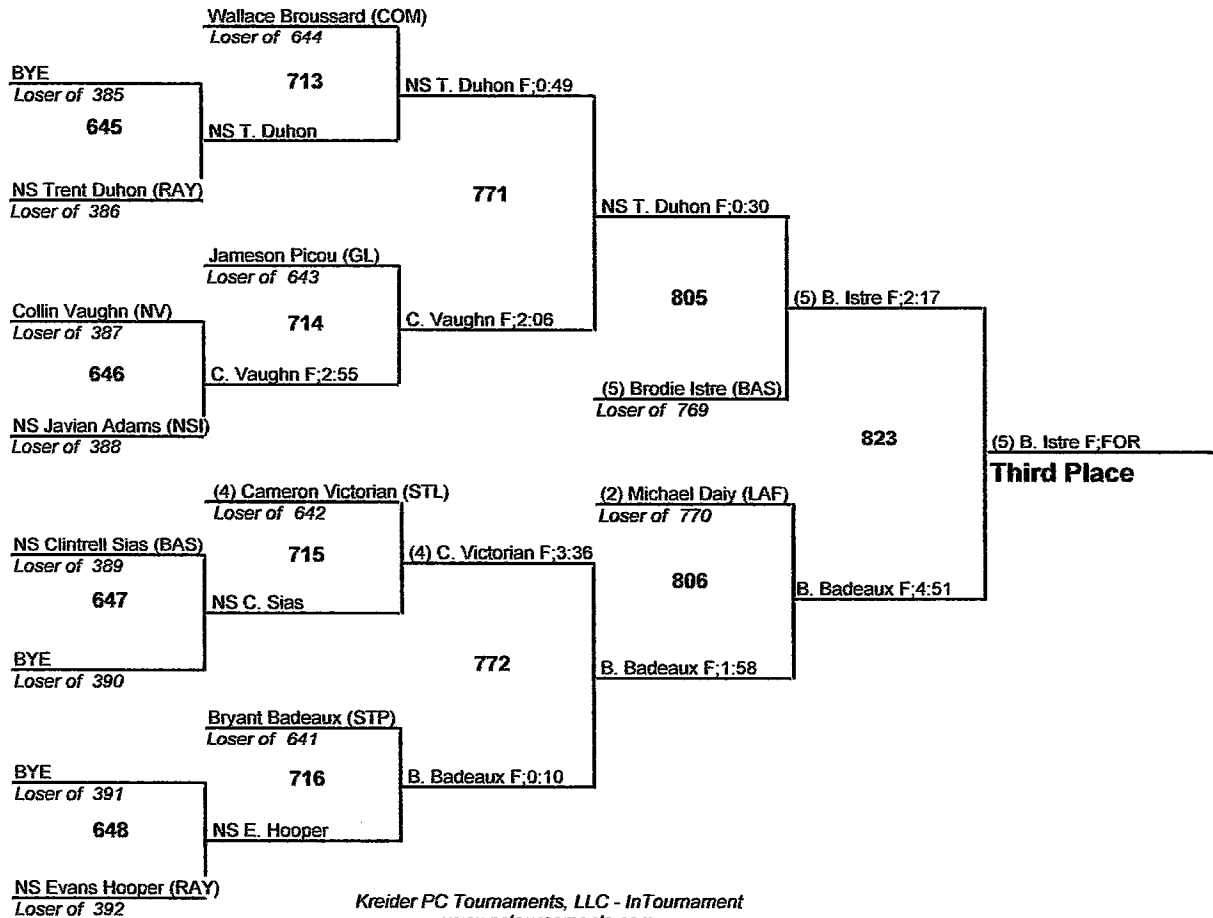 Wallace Broussard (COM)
Loser of 644
BYE
Loser of 385
713
NS T. Duhon F;0:49
645
NS T. Duhon
NS Trent Duhon (RAY)
Loser of 386
771
NS T. Duhon F;0:30
Jameson Picou (GL)
Loser of 643
Collin Vaughn (NV)
Loser of 387
714
C. Vaughn F;2:06
805
(5) B. Istre F;2:17
646
C. Vaughn F;2:55
(5) Brodie Istre (BAS)
Loser of 769
NS Javian Adams (NSI)
Loser of 388
823
(5) B. Istre F;FOR
Third Place
(4) Cameron Victorian (STL)
Loser of 642
(2) Michael Daiy (LAF)
Loser of 770
NS Clintrell Sias (BAS)
Loser of 389
715
(4) C. Victorian F;3:36
806
B. Badeaux F;4:51
647
NS C. Sias
BYE
Loser of 390
772
B. Badeaux F;1:58
Bryant Badeaux (STP)
Loser of 641
BYE
Loser of 391
716
B. Badeaux F;0:10
648
NS E. Hooper
NS Evans Hooper (RAY)
Loser of 392
Kreider PC Tournaments, LLC - InTournament